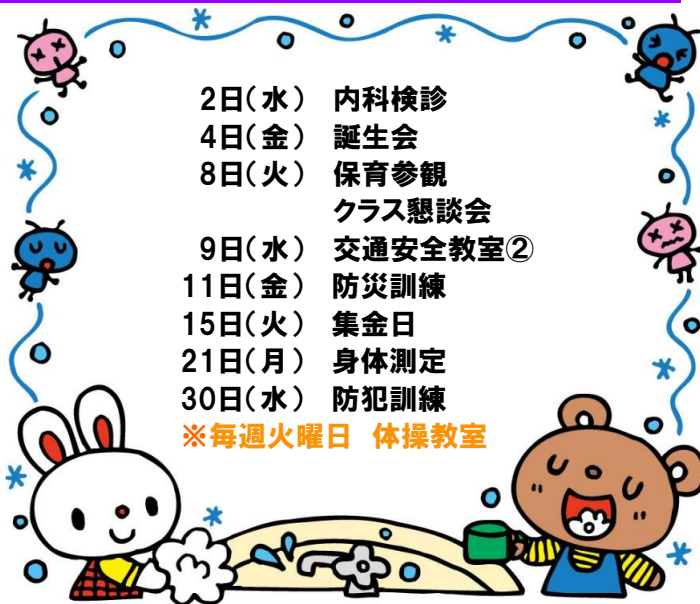 2日(水) 内科検診
4日(金) 誕生会
8日(火) 保育参観
クラス懇談会
9日(水) 交通安全教室②
11日(金) 防災訓練
15日(火) 集金日
21日(月) 身体測定
30日(水) 防犯訓練
※毎週火曜日 体操教室